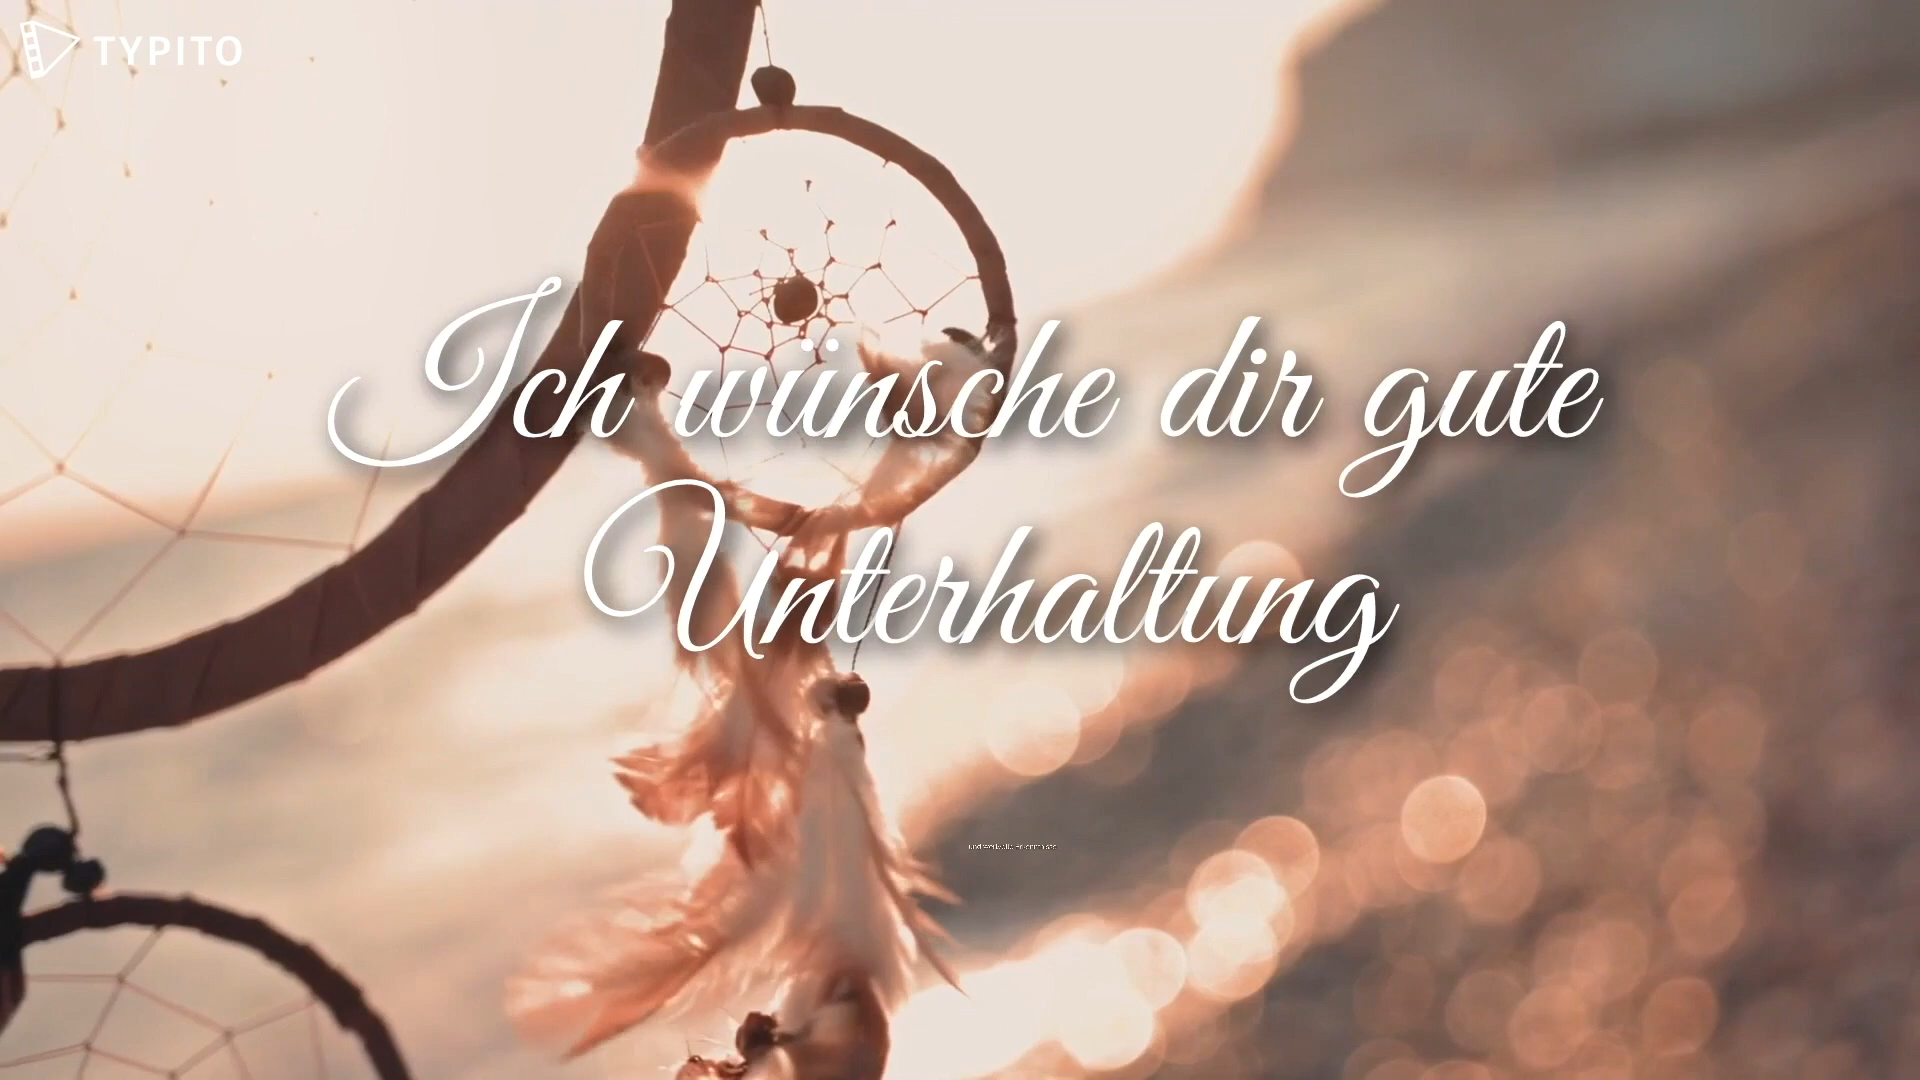 TYPITO
Ich wünsche dir gute
Unterhaltung